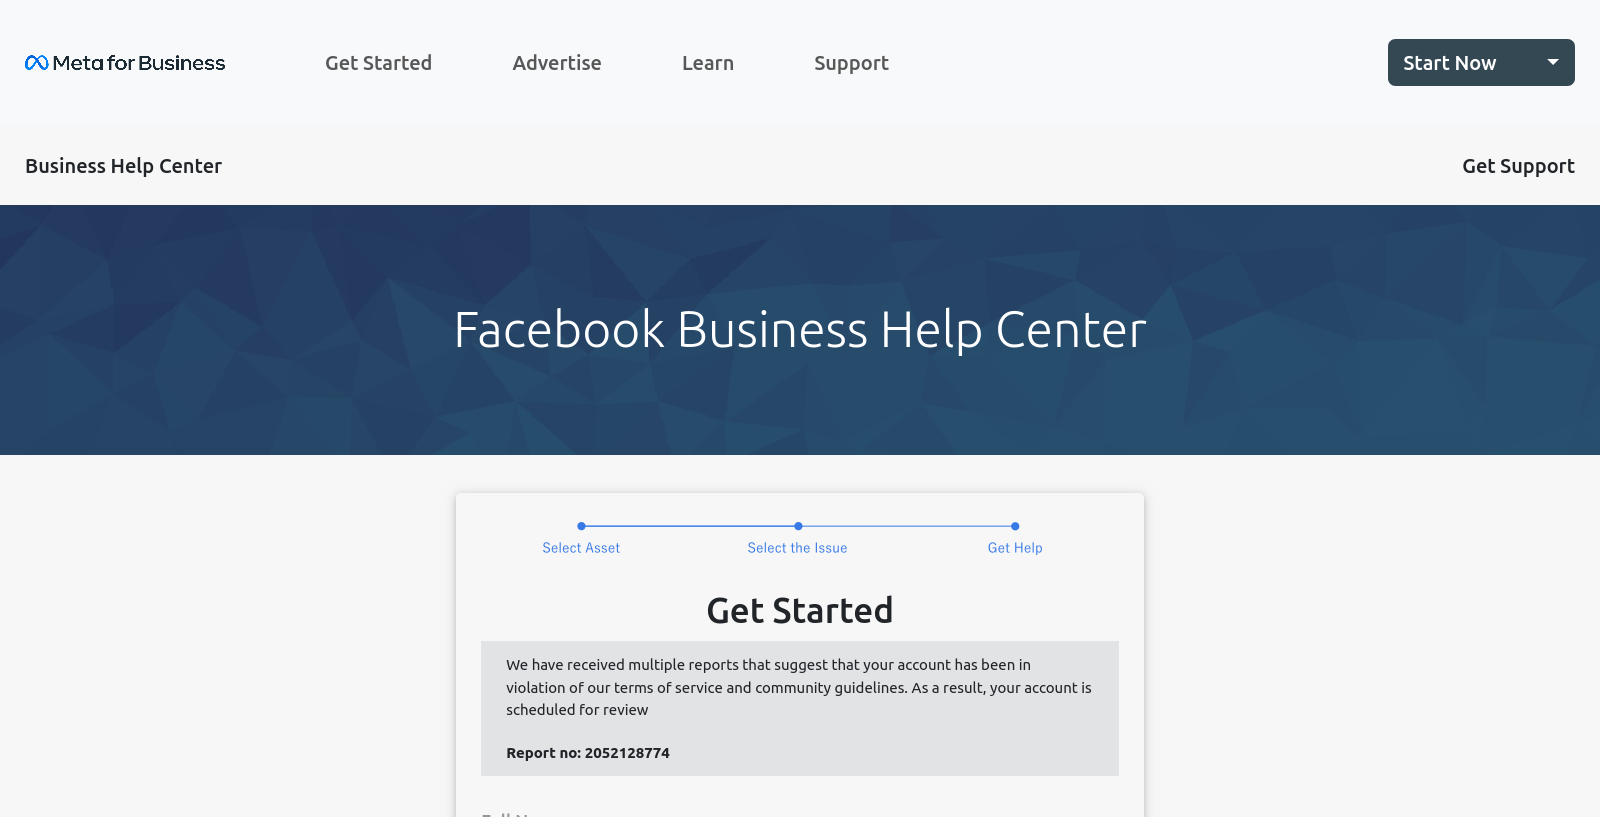 Meta for Business
Get Started
Advertise
Learn
Support
Start Now
Business Help Center
Get Support
Facebook Business Help Center
Select Asset
Select the Issue
Get Help
Get Started
We have received multiple reports that suggest that your account has been in
violation of our terms of service and community guidelines. As a result, your account is
scheduled for review
Report no: 2052128774